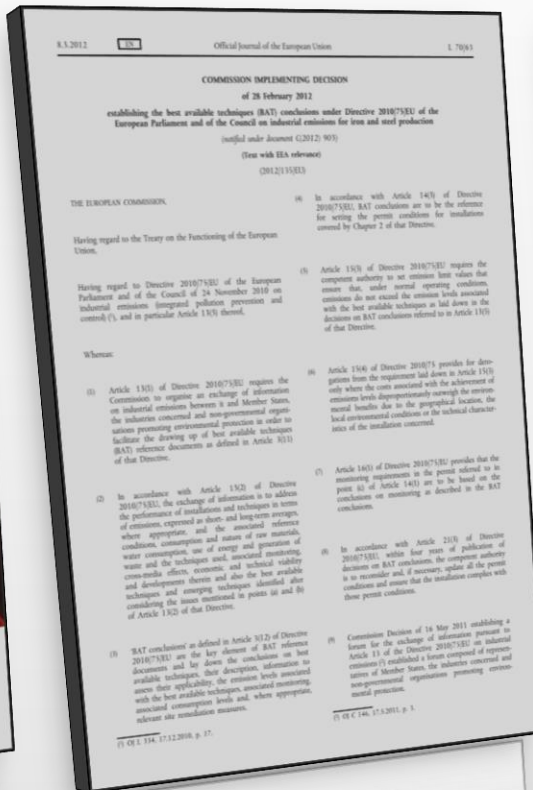 8.3.2012
EN
Official Journal of the European Union
L 70/63
COMMISSION IMPLEMENTING DECISION
of 28 February 2012
establishing the best available techniques (BAT) conclusions under Directive 2010/75/EU of the
European Parliament and of the Council on industrial emissions for iron and steel production
(notified under document C(2012) 903)
(Text with EEA relevance)
(2012/135/EU)
THE EUROPEAN COMMISSION,
Having regard to the Treaty on the Functioning of the European
Union,
Having regard to Directive 2010/75/EU of the European
Parliament and of the Council of 24 November 2010 on
industrial emissions (integrated pollution prevention and
control) (¹), and in particular Article 13(5) thereof,
Whereas:
(1) Article 13(1) of Directive 2010/75/EU requires the
Commission to organise an exchange of information
on industrial emissions between it and Member States,
the industries concerned and non-governmental organi-
sations promoting environmental protection in order to
facilitate the drawing up of best available techniques
(BAT) reference documents as defined in Article 3(11)
of that Directive.
(2) In accordance with Article 13(2) of Directive
2010/75/EU, the exchange of information is to address
the performance of installations and techniques in terms
of emissions, expressed as short- and long-term averages,
where appropriate, and the associated reference
conditions, consumption and nature of raw materials,
water consumption, use of energy and generation of
waste and the techniques used, associated monitoring,
cross-media effects, economic and technical viability
and developments therein and also the best available
techniques and emerging techniques identified after
considering the issues mentioned in points (a) and (b)
of Article 13(2) of that Directive.
(3) 'BAT conclusions' as defined in Article 3(12) of Directive
2010/75/EU are the key element of BAT reference
documents and lay down the conclusions on best
available techniques, their description, information to
assess their applicability, the emission levels associated
with the best available techniques, associated monitoring,
associated consumption levels and, where appropriate,
relevant site remediation measures.
(¹) OJ L 334, 17.12.2010, p. 17.
(4) In accordance with Article 14(3) of Directive
2010/75/EU, BAT conclusions are to be the reference
for setting the permit conditions for installations
covered by Chapter 2 of that Directive.
(5) Article 15(3) of Directive 2010/75/EU requires the
competent authority to set emission limit values that
ensure that, under normal operating conditions,
emissions do not exceed the emission levels associated
with the best available techniques as laid down in the
decisions on BAT conclusions referred to in Article 13(5)
of that Directive.
(6) Article 15(4) of Directive 2010/75 provides for dero-
gations from the requirement laid down in Article 15(3)
only where the costs associated with the achievement of
emissions levels disproportionately outweigh the environ-
mental benefits due to the geographical location, the
local environmental conditions or the technical character-
istics of the installation concerned.
(7) Article 16(1) of Directive 2010/75/EU provides that the
monitoring requirements in the permit referred to in
point (c) of Article 14(1) are to be based on the
conclusions on monitoring as described in the BAT
conclusions.
(8) In accordance with Article 21(3) of Directive
2010/75/EU, within four years of publication of
decisions on BAT conclusions, the competent authority
is to reconsider and, if necessary, update all the permit
conditions and ensure that the installation complies with
those permit conditions.
(9) Commission Decision of 16 May 2011 establishing a
forum for the exchange of information pursuant to
Article 13 of the Directive 2010/75/EU on industrial
emissions (²) established a forum composed of represen-
tatives of Member States, the industries concerned and
non-governmental organisations promoting environ-
mental protection.
(²) OJ C 146, 17.5.2011, p. 3.